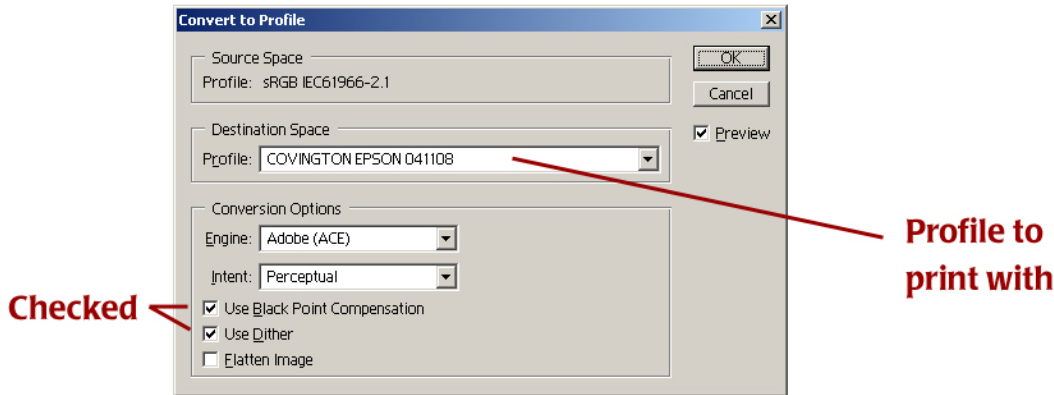 Convert to Profile
Source Space
Profile: sRGB IEC61966-2.1
OK
Cancel
Preview
Destination Space
Profile: COVINGTON EPSON 041108
Conversion Options
Engine: Adobe (ACE)
Intent: Perceptual
Use Black Point Compensation
Use Dither
Flatten Image
Checked
Profile to
print with